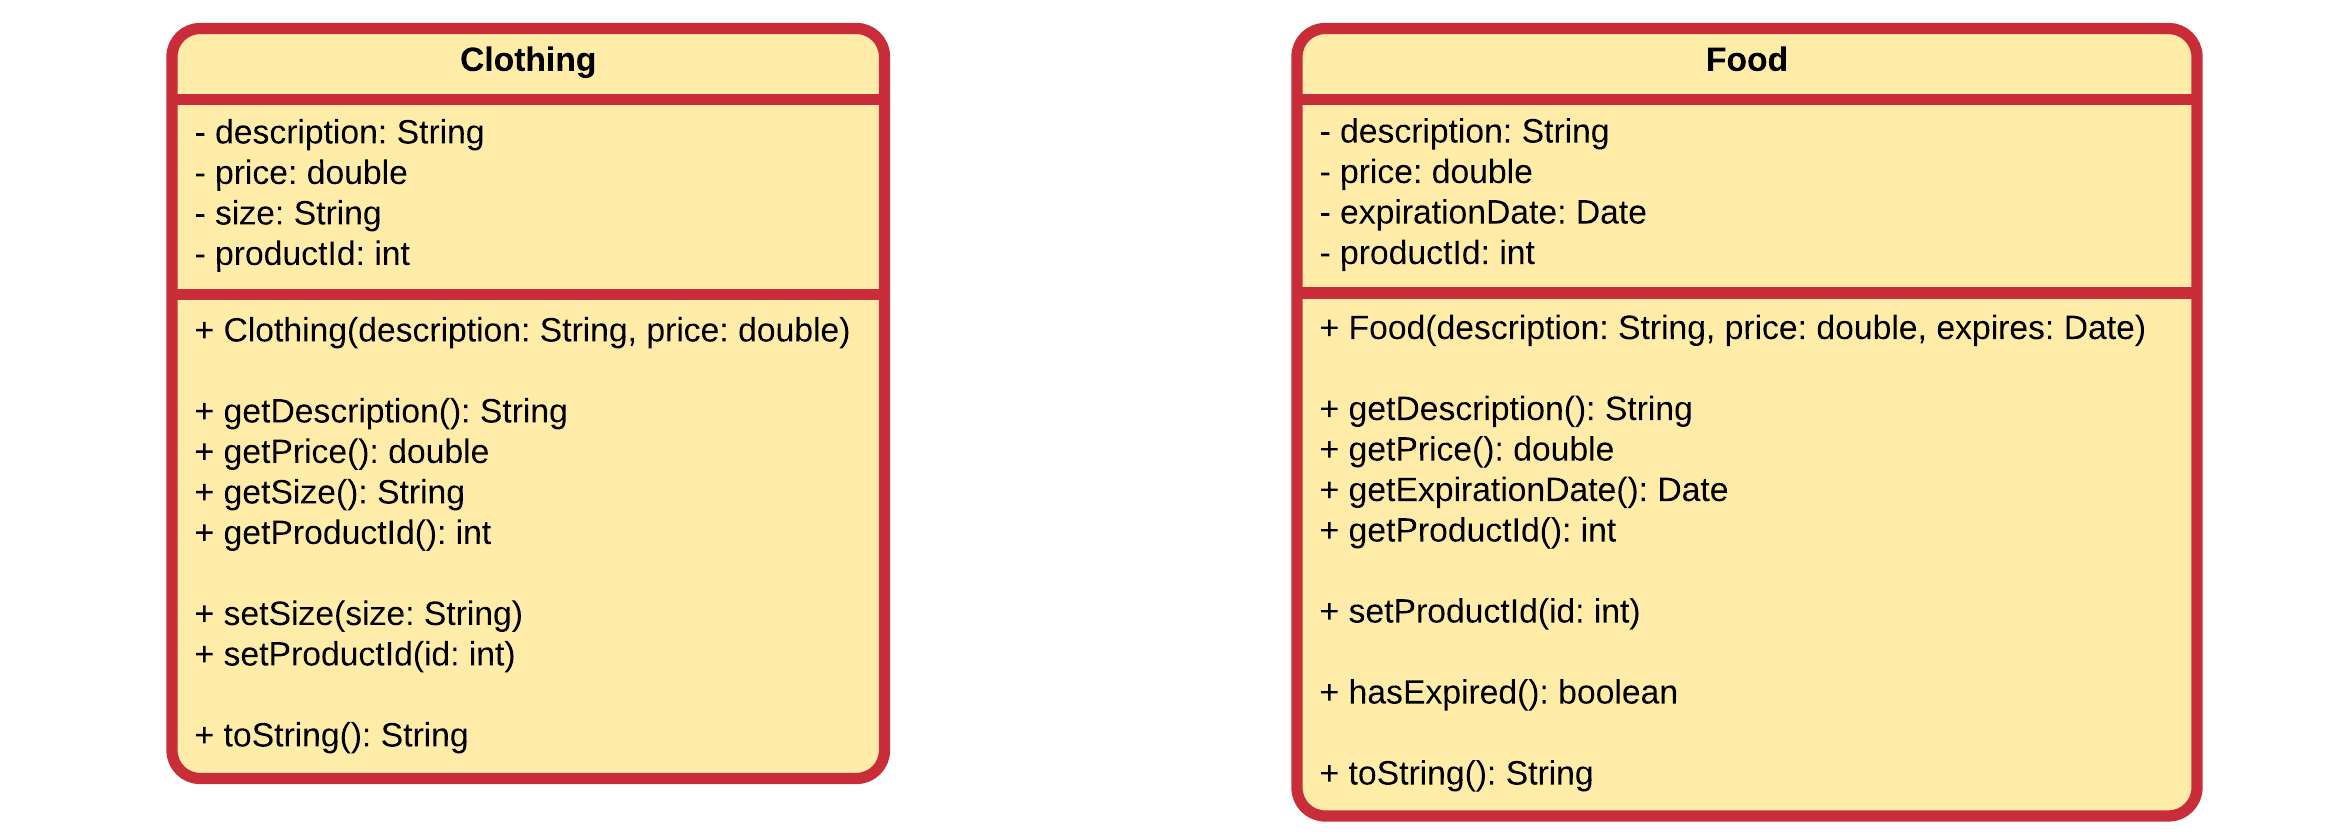 Clothing
- description: String
- price: double
- size: String
- productId: int
+ Clothing(description: String, price: double)
+ getDescription(): String
+ getPrice(): double
+ getSize(): String
+ getProductId(): int
+ setSize(size: String)
+ setProductId(id: int)
+ toString(): String
Food
- description: String
- price: double
- expirationDate: Date
- productId: int
+ Food(description: String, price: double, expires: Date)
+ getDescription(): String
+ getPrice(): double
+ getExpirationDate(): Date
+ getProductId(): int
+ setProductId(id: int)
+ hasExpired(): boolean
+ toString(): String